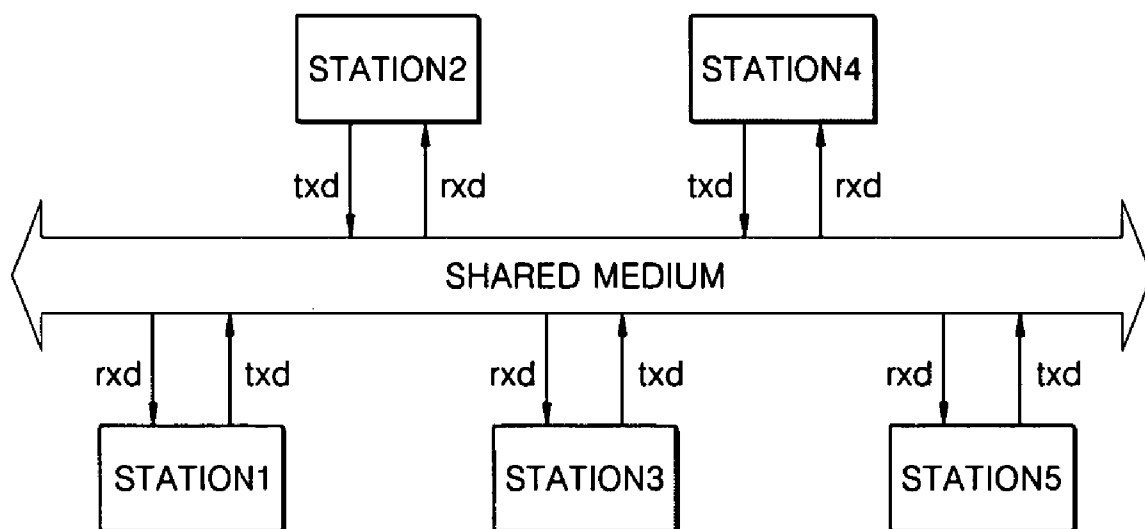 STATION2
STATION4
txd
rxd
txd
rxd
SHARED MEDIUM
rxd
txd
rxd
txd
rxd
txd
STATION1
STATION3
STATION5